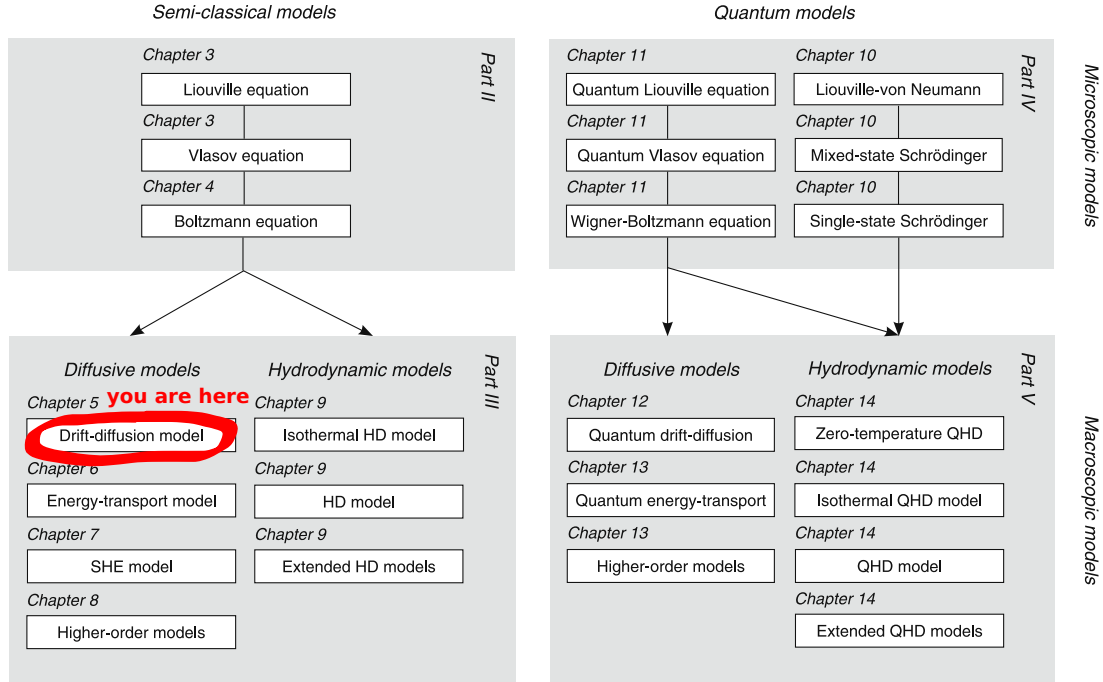 Semi-classical models
Quantum models
Part II
Chapter 3
Liouville equation
Chapter 3
Vlasov equation
Chapter 4
Boltzmann equation
Part IV
Chapter 11
Quantum Liouville equation
Chapter 11
Quantum Vlasov equation
Chapter 11
Wigner-Boltzmann equation
Chapter 10
Liouville-von Neumann
Chapter 10
Mixed-state Schrödinger
Chapter 10
Single-state Schrödinger
Microscopic models
Part III
Diffusive models
you are here
Chapter 5
Drift-diffusion model
Chapter 6
Energy-transport model
Chapter 7
SHE model
Chapter 8
Higher-order models
Hydrodynamic models
Chapter 9
Isothermal HD model
Chapter 9
HD model
Chapter 9
Extended HD models
Part V
Diffusive models
Chapter 12
Quantum drift-diffusion
Chapter 13
Quantum energy-transport
Chapter 13
Higher-order models
Hydrodynamic models
Chapter 14
Zero-temperature QHD
Chapter 14
Isothermal QHD model
Chapter 14
QHD model
Chapter 14
Extended QHD models
Macroscopic models